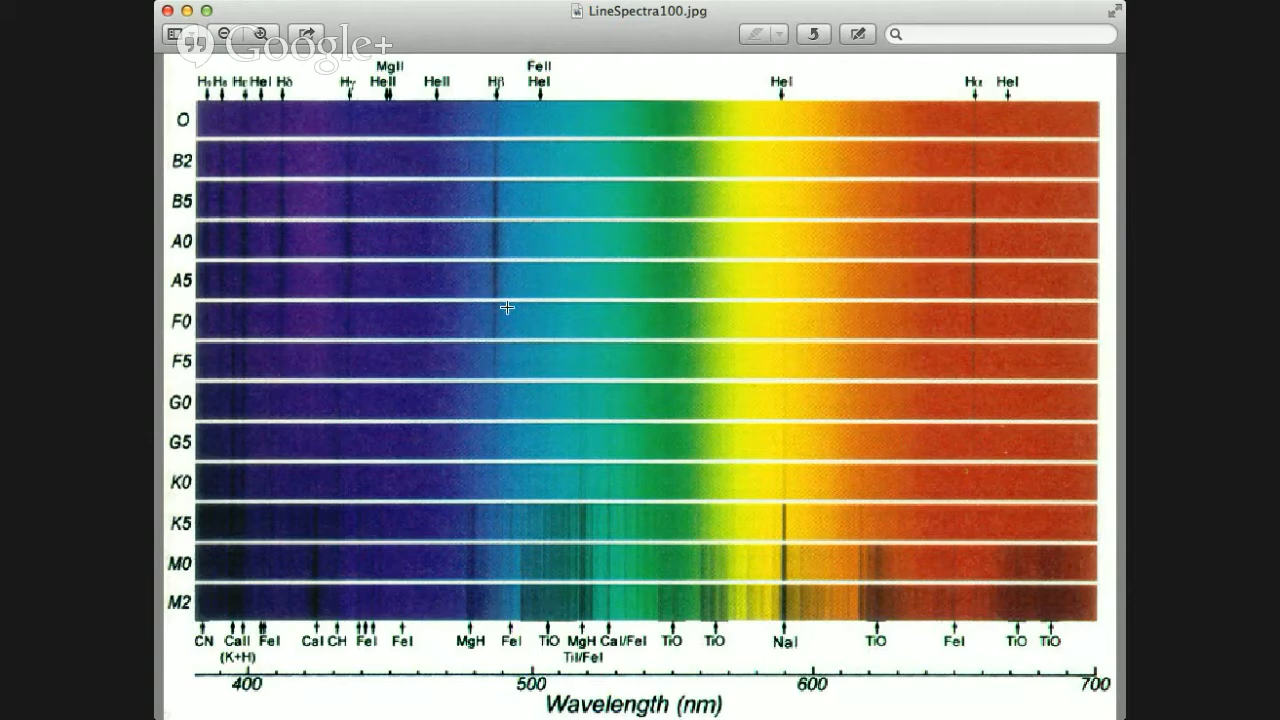 LineSpectra100.jpg
Google+
MgII FeII
Hε HeI Hδ Hγ HeII HeII Hβ HeI HeI Hα HeI
O
B2
B5
A0
A5
F0
F5
G0
G5
K0
K5
M0
M2
CN CaII FeI CaI CH FeI FeI MgH FeI TiO MgH CaI/FeI TiO TiO NaI TiO FeI TiO TiO
(K+H) TiI/FeI
400 500 600 700
Wavelength (nm)